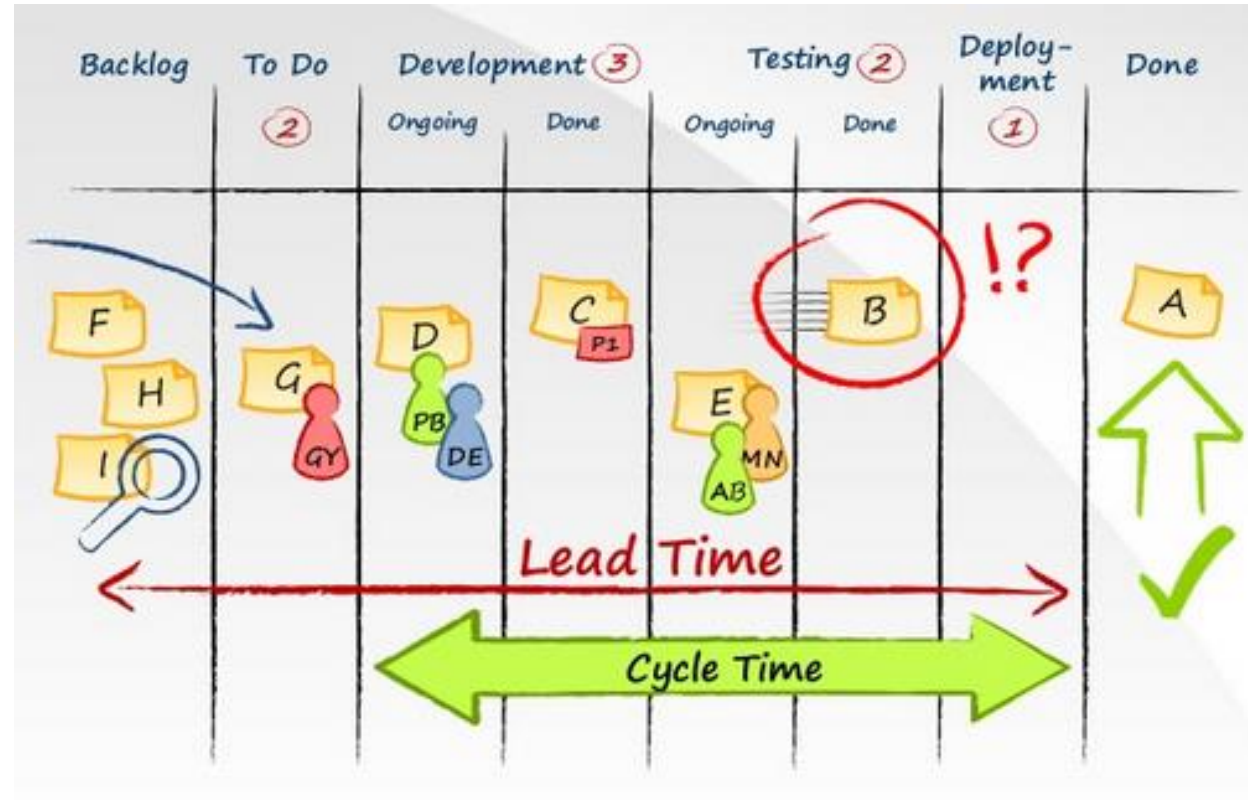 Backlog
To Do
2
Development 3
Ongoing
Done
Testing 2
Ongoing
Done
Deploy-
ment
1
Done
F
H
I
G
GY
D
PB
DE
C
P1
E
MN
AB
B
!?
A
Lead Time
Cycle Time